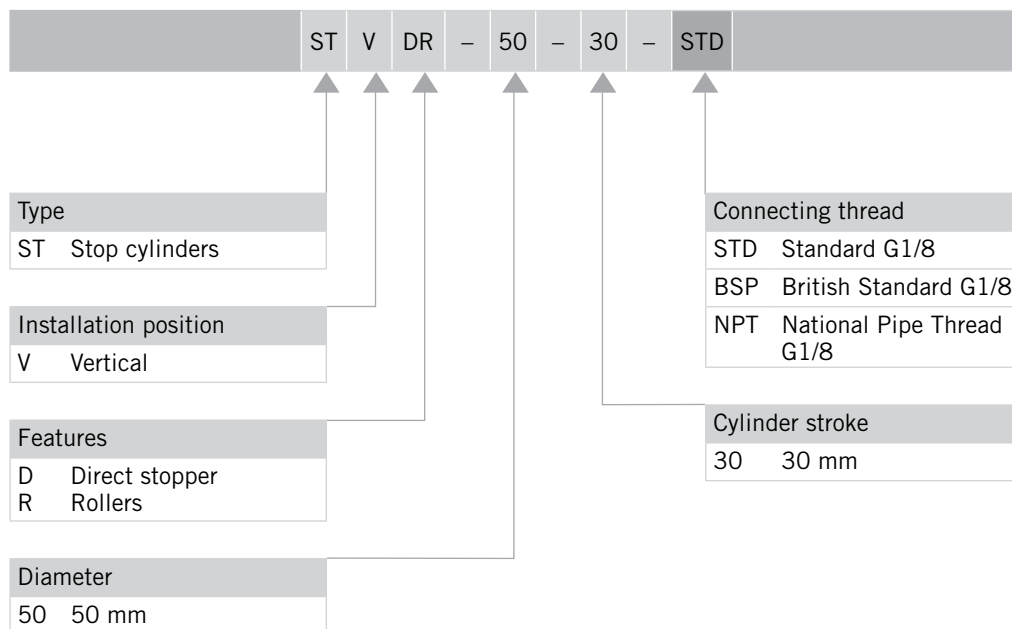 ST V DR – 50 – 30 – STD
Type
ST Stop cylinders
Installation position
V Vertical
Features
D Direct stopper
R Rollers
Diameter
50 50 mm
Connecting thread
STD Standard G1/8
BSP British Standard G1/8
NPT National Pipe Thread
G1/8
Cylinder stroke
30 30 mm